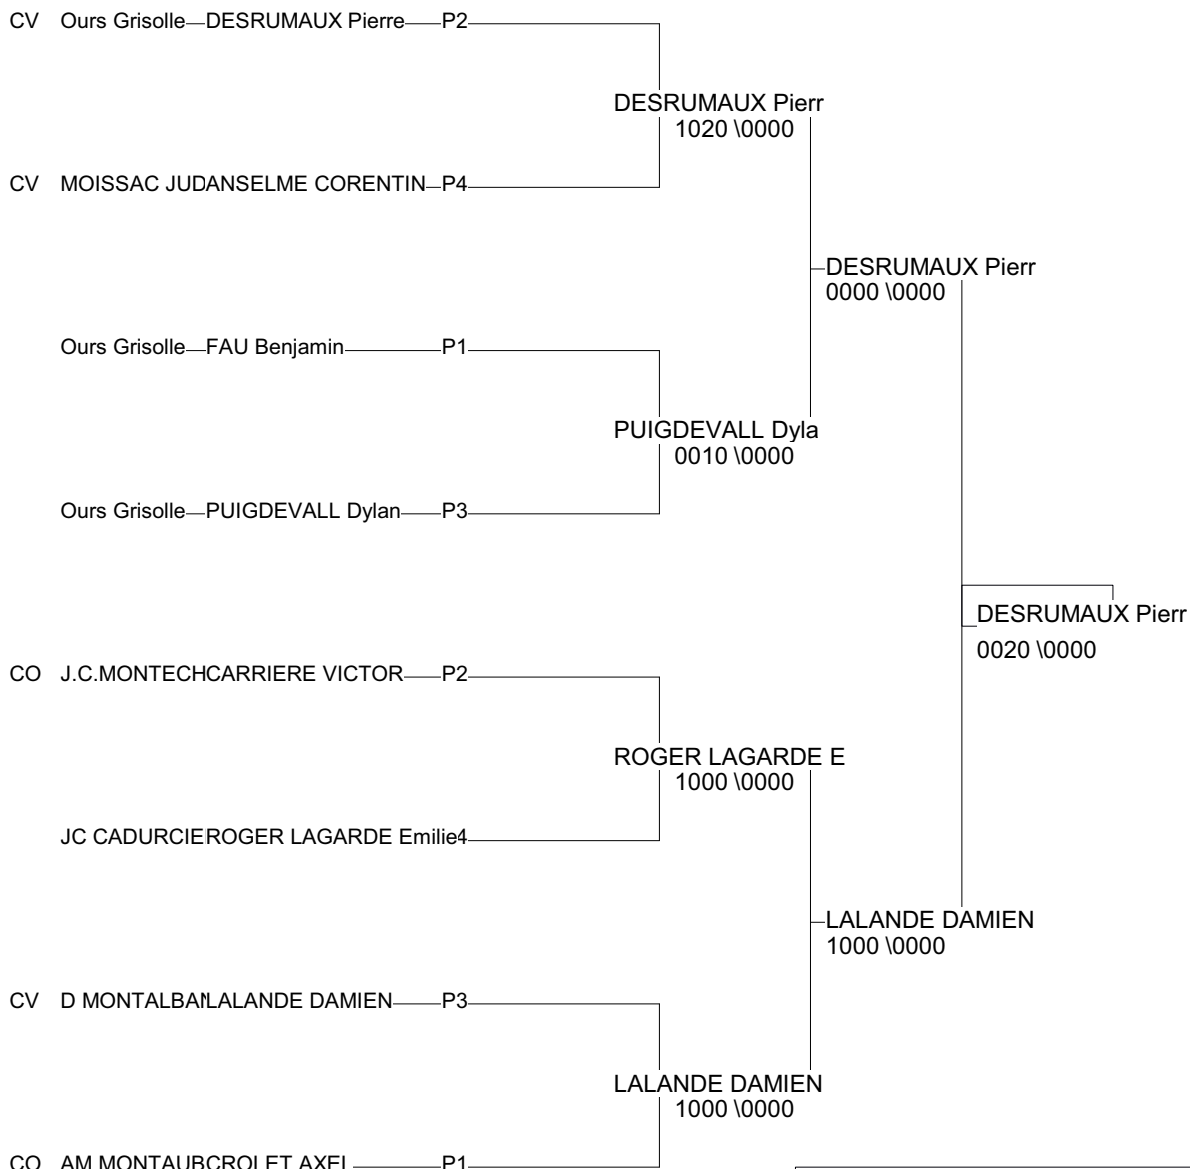 CV Ours Grisolle DESRUMAUX Pierre P2
DESRUMAUX Pierr
1020 \0000
CV MOISSAC JUDANSELME CORENTIN P4
DESRUMAUX Pierr
0000 \0000
Ours Grisolle FAU Benjamin P1
PUIGDEVALL Dyla
0010 \0000
Ours Grisolle PUIGDEVALL Dylan P3
DESRUMAUX Pierr
0020 \0000
CO J.C.MONTECHCARRIERE VICTOR P2
ROGER LAGARDE E
1000 \0000
JC CADURCIEROGER LAGARDE Emilie4
LALANDE DAMIEN
1000 \0000
CV D MONTALBANLALANDE DAMIEN P3
LALANDE DAMIEN
1000 \0000
CO AM MONTAUBCROLET AXEL P1